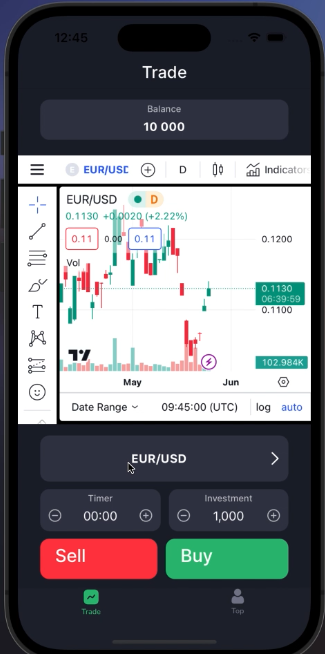 12:45
Trade
Balance
10 000
E EUR/USD D Indicator
EUR/USD D
0.1130 +0.0020 (+2.22%)
0.11 0.00 0.11
Vol
0.1200
0.1130
06:39:59
0.1100
102.984K
May Jun
Date Range 09:45:00 (UTC) log auto
EUR/USD
Timer Investment
00:00 1,000
Sell Buy
Trade Top